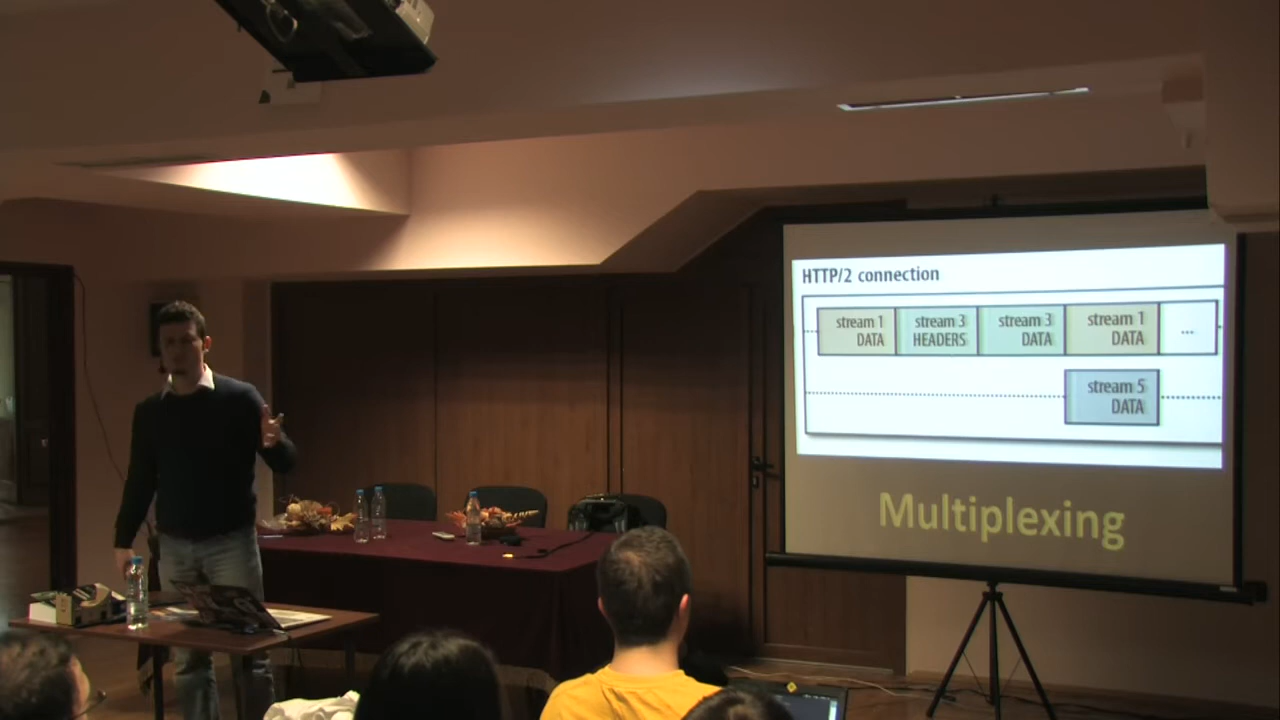 HTTP/2 connection
stream 1 stream 3 stream 3 stream 1
DATA HEADERS DATA DATA ...
stream 5
DATA
Multiplexing